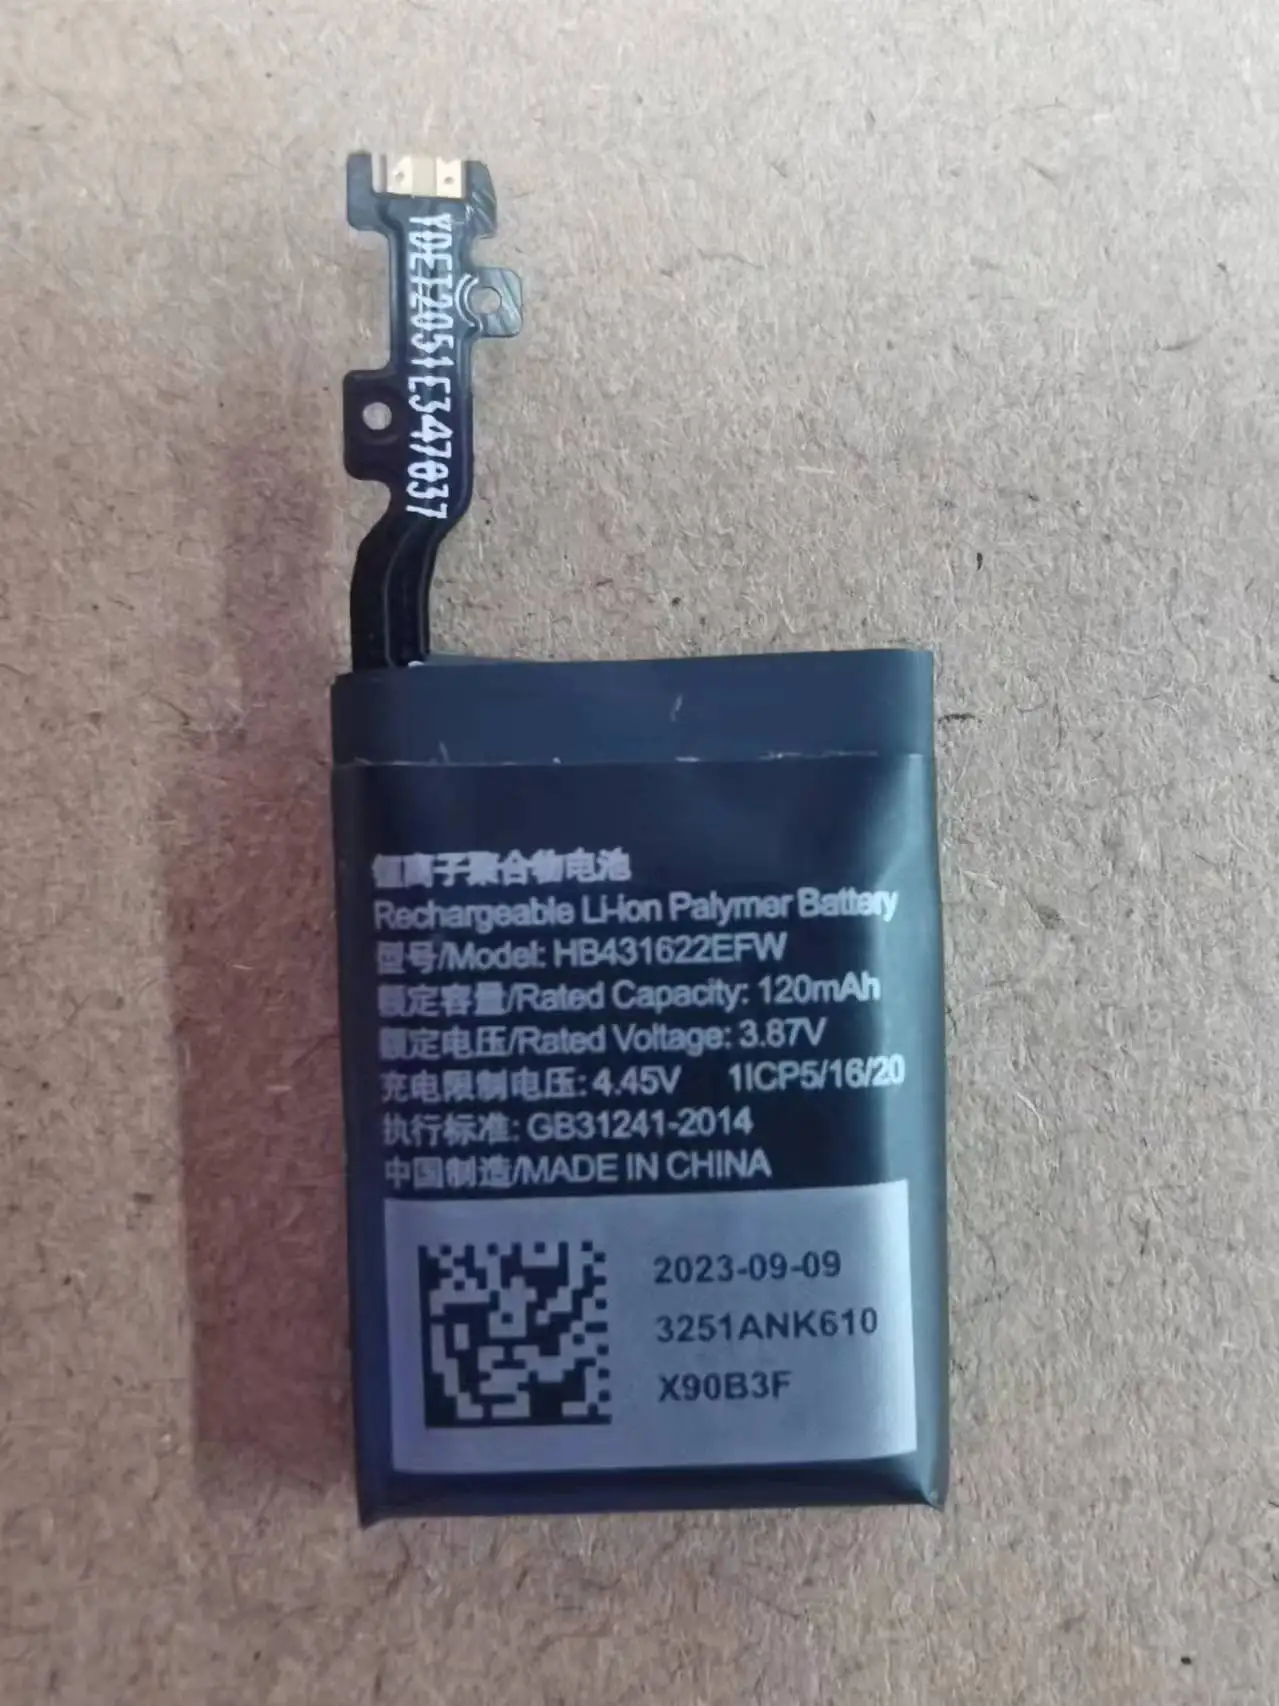 YDET2051E347037
锂离子聚合物电池
Rechargeable Li-ion Palymer Battery
型号/Model: HB431622EFW
额定容量/Rated Capacity: 120mAh
额定电压/Rated Voltage: 3.87V
充电限制电压: 4.45V 1ICP5/16/20
执行标准: GB31241-2014
中国制造/MADE IN CHINA
2023-09-09
3251ANK610
X90B3F